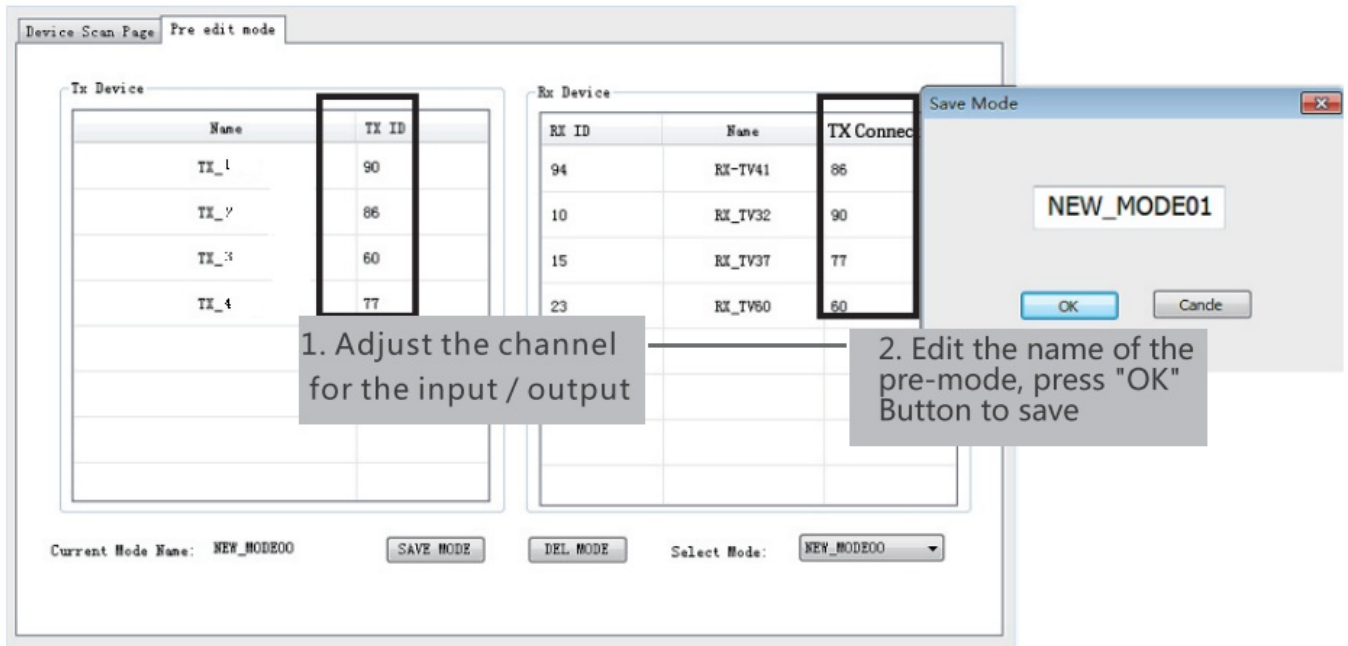 Device Scan Page Pre edit mode
Tx Device
Name TX ID
TX_1 90
TX_2 86
TX_3 60
TX_4 77
Rx Device
RX ID Name TX Connec
94 RX-TV41 86
10 RX_TV32 90
15 RX_TV37 77
23 RX_TV60 60
Save Mode
NEW_MODE01
OK Cande
1. Adjust the channel
for the input / output
2. Edit the name of the
pre-mode, press "OK"
Button to save
Current Mode Name: NEW_MODE00 SAVE MODE DEL MODE Select Mode: NEW_MODE00